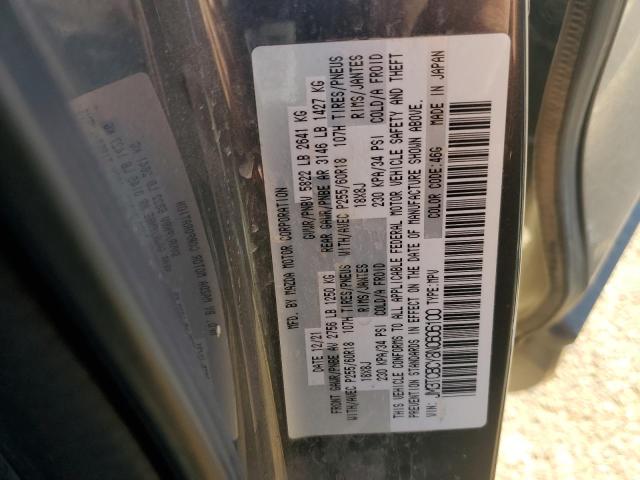 MFD. BY MAZDA MOTOR CORPORATION
DATE 12/21 GVWR/PNBV 5822 LB 2641 KG
FRONT GAWR/PNBE AV 2756 LB 1250 KG REAR GAWR/PNBE AR 3146 LB 1427 KG
WITH/AVEC P255/60R18 107H TIRES/PNEUS WITH/AVEC P255/60R18 107H TIRES/PNEUS
18X8J RIMS/JANTES 18X8J RIMS/JANTES
230 KPA/34 PSI COLD/A FROID 230 KPA/34 PSI COLD/A FROID
THIS VEHICLE CONFORMS TO ALL APPLICABLE FEDERAL MOTOR VEHICLE SAFETY AND THEFT
PREVENTION STANDARDS IN EFFECT ON THE DATE OF MANUFACTURE SHOWN ABOVE.
VIN: JM3TCBCY8N0606100 TYPE:MPV COLOR CODE:46G MADE IN JAPAN